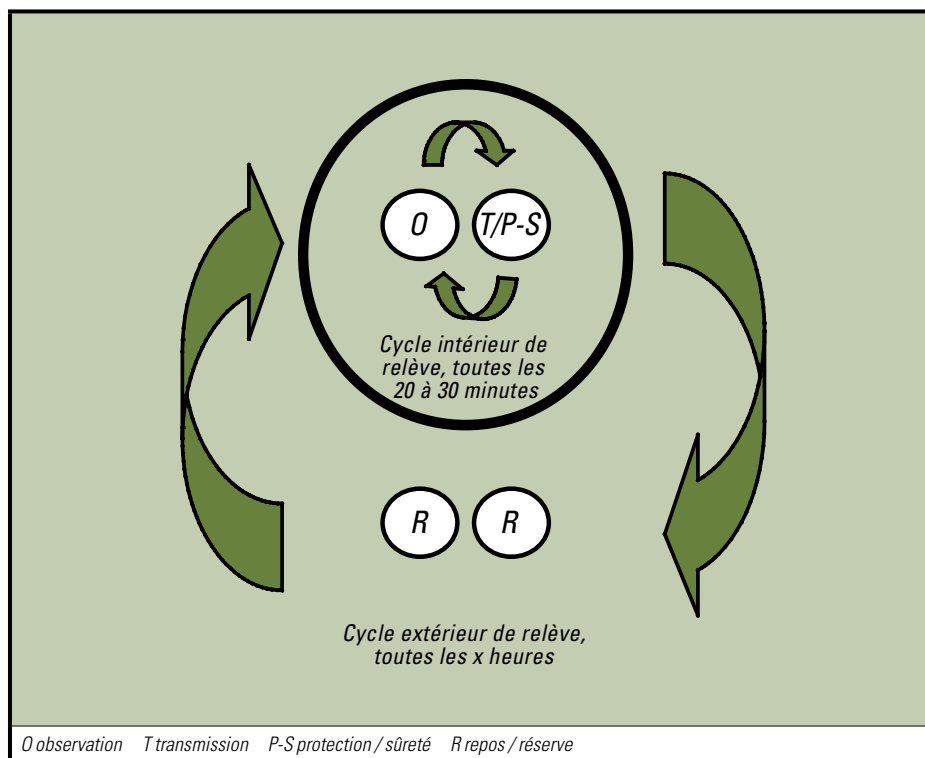 O T/P-S
Cycle intérieur de
relève, toutes les
20 à 30 minutes
R R
Cycle extérieur de relève,
toutes les x heures
O observation T transmission P-S protection / sûreté R repos / réserve